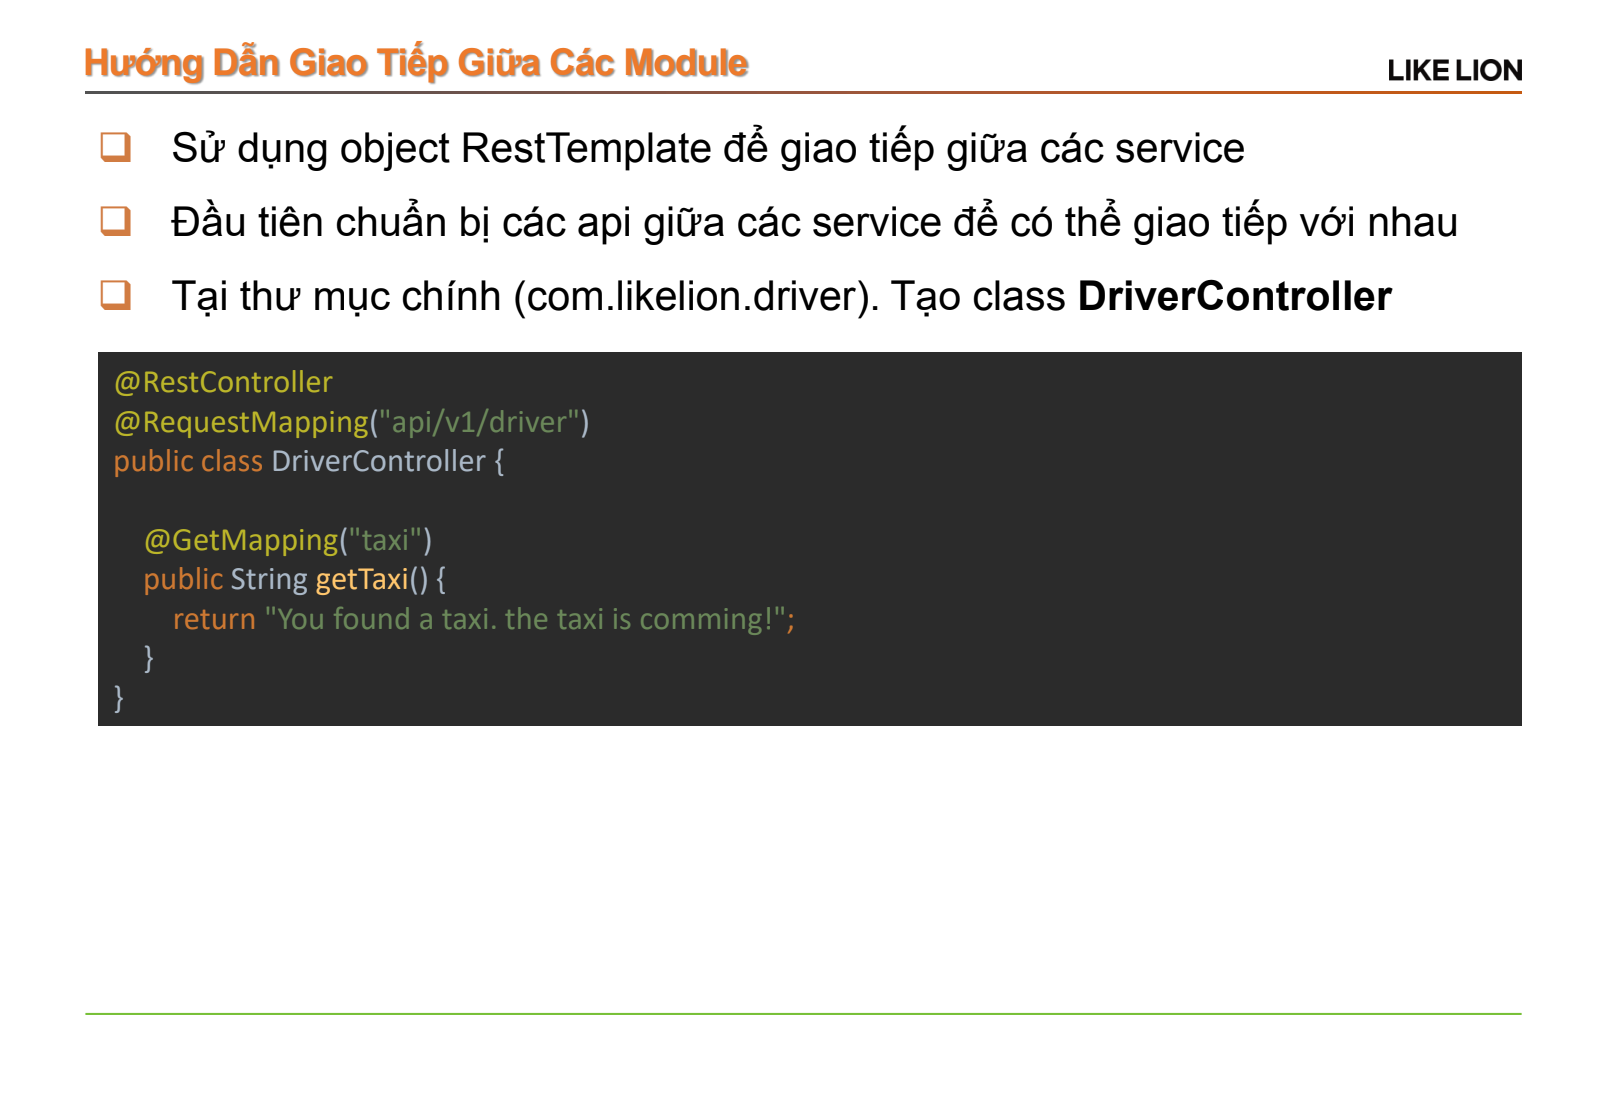 Hướng Dẫn Giao Tiếp Giữa Các Module
LIKE LION
Sử dụng object RestTemplate để giao tiếp giữa các service
Đầu tiên chuẩn bị các api giữa các service để có thể giao tiếp với nhau
Tại thư mục chính (com.likelion.driver). Tạo class DriverController
@RestController
@RequestMapping("api/v1/driver")
public class DriverController {
@GetMapping("taxi")
public String getTaxi() {
return "You found a taxi. the taxi is comming!";
}
}